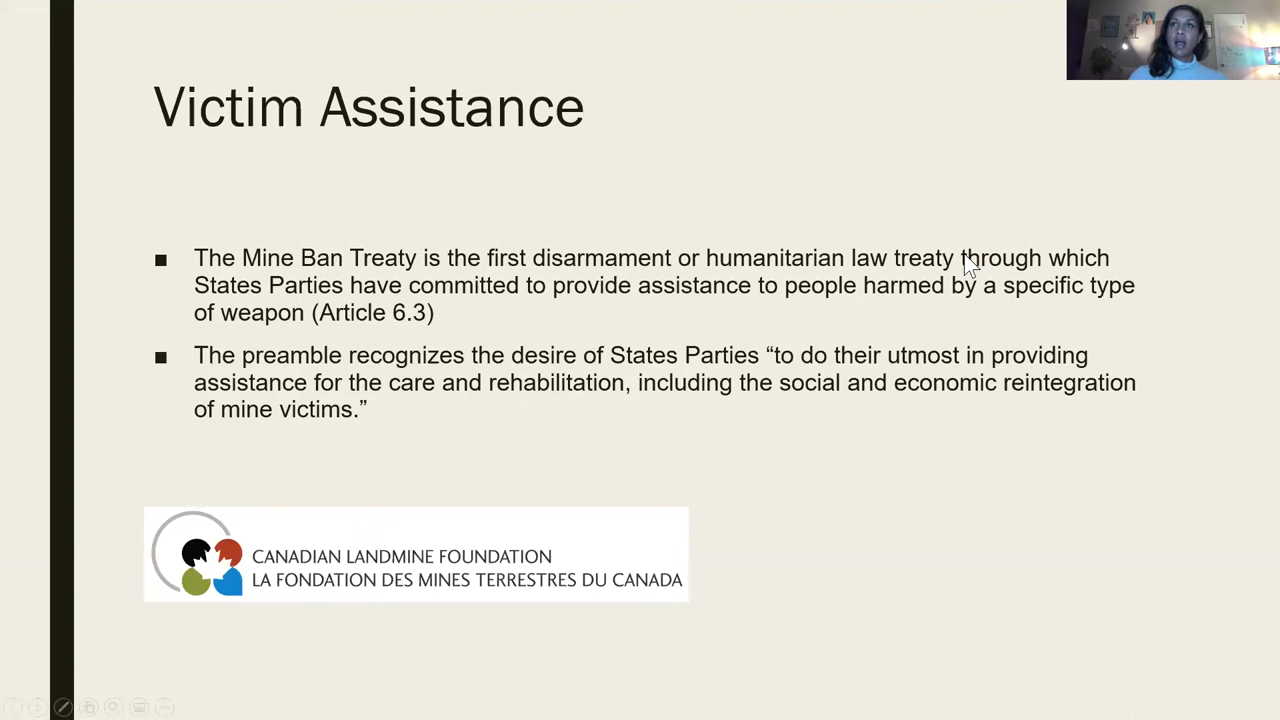 Victim Assistance
■ The Mine Ban Treaty is the first disarmament or humanitarian law treaty through which
States Parties have committed to provide assistance to people harmed by a specific type
of weapon (Article 6.3)
■ The preamble recognizes the desire of States Parties “to do their utmost in providing
assistance for the care and rehabilitation, including the social and economic reintegration
of mine victims.”
CANADIAN LANDMINE FOUNDATION
LA FONDATION DES MINES TERRESTRES DU CANADA